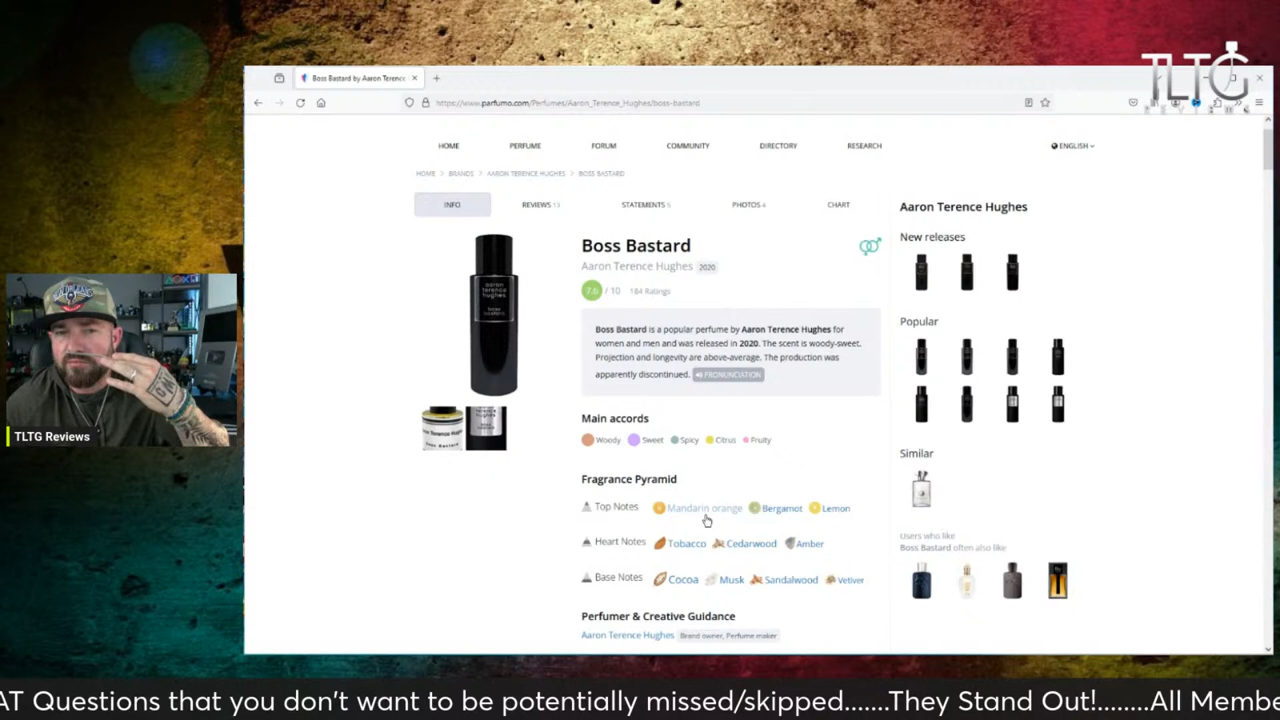 TLTG
Boss Bastard by Aaron Terence
https://www.parfumo.com/Perfumes/Aaron_Terence_Hughes/boss-bastard
HOME PERFUME FORUM COMMUNITY DIRECTORY RESEARCH ENGLISH
HOME > BRANDS > AARON TERENCE HUGHES > BOSS BASTARD
INFO REVIEWS 13 STATEMENTS 5 PHOTOS 4 CHART
Boss Bastard
Aaron Terence Hughes 2020
7.6 / 10 184 Ratings
aaron
terence
hughes
Boss Bastard is a popular perfume by Aaron Terence Hughes for
women and men and was released in 2020. The scent is woody-sweet.
Projection and longevity are above-average. The production was
apparently discontinued. PRONUNCIATION
Main accords
Woody Sweet Spicy Citrus Fruity
Fragrance Pyramid
Top Notes Mandarin orange Bergamot Lemon
Heart Notes Tobacco Cedarwood Amber
Base Notes Cocoa Musk Sandalwood Vetiver
Perfumer & Creative Guidance
Aaron Terence Hughes Brand owner, Perfume maker
Aaron Terence Hughes
New releases
Popular
Similar
Users who like
Boss Bastard often also like
TLTG Reviews
AT Questions that you don't want to be potentially missed/skipped......They Stand Out!........All Membe